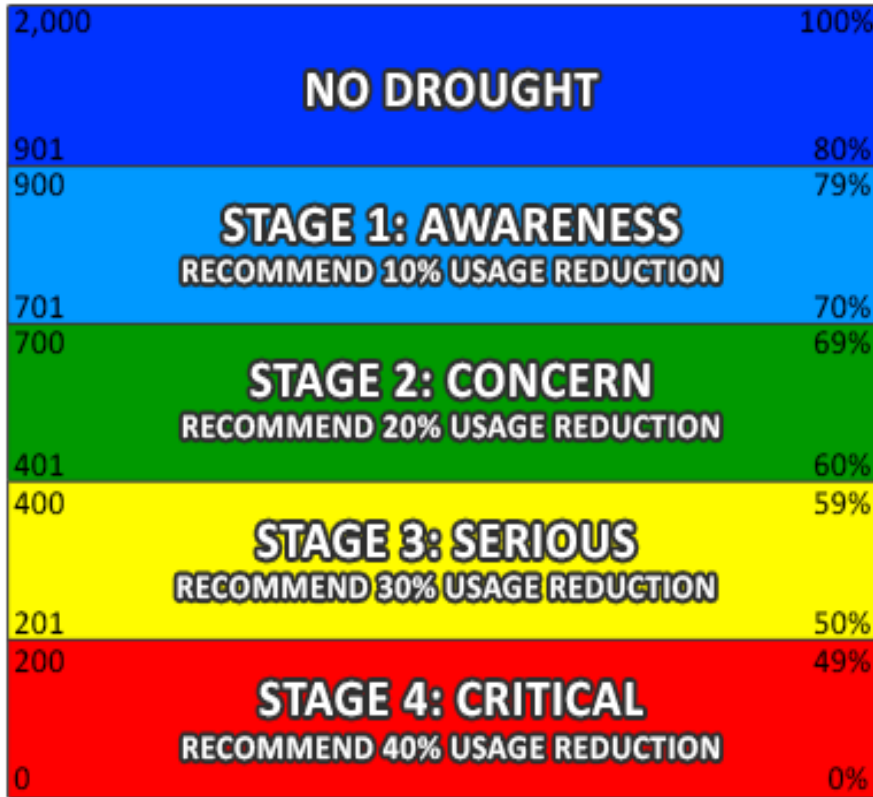 2,000 100%
NO DROUGHT
901 80%
900 79%
STAGE 1: AWARENESS
RECOMMEND 10% USAGE REDUCTION
701 70%
700 69%
STAGE 2: CONCERN
RECOMMEND 20% USAGE REDUCTION
401 60%
400 59%
STAGE 3: SERIOUS
RECOMMEND 30% USAGE REDUCTION
201 50%
200 49%
STAGE 4: CRITICAL
RECOMMEND 40% USAGE REDUCTION
0 0%